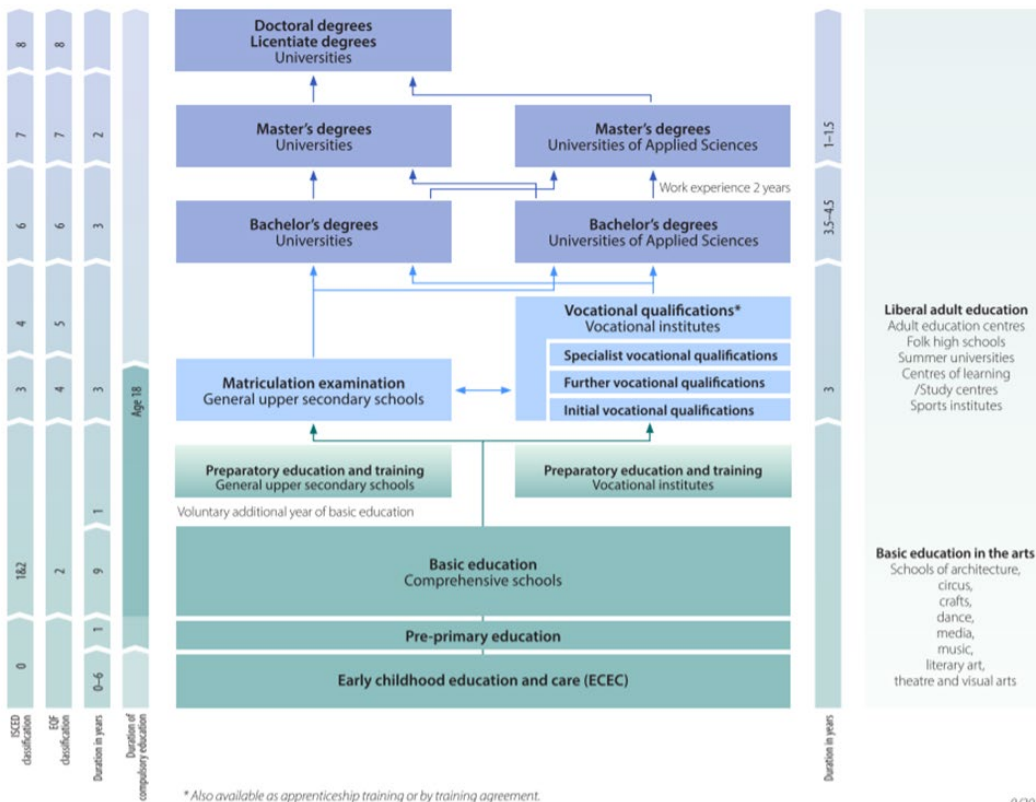 Doctoral degrees
Licentiate degrees
Universities
Master's degrees
Universities
Master's degrees
Universities of Applied Sciences
Work experience 2 years
Bachelor's degrees
Universities
Bachelor's degrees
Universities of Applied Sciences
Vocational qualifications*
Vocational institutes
Specialist vocational qualifications
Further vocational qualifications
Initial vocational qualifications
Matriculation examination
General upper secondary schools
Preparatory education and training
General upper secondary schools
Preparatory education and training
Vocational institutes
Voluntary additional year of basic education
Basic education
Comprehensive schools
Pre-primary education
Early childhood education and care (ECEC)
8
7
6
4
3
1&2
0
ISCED
classification
8
7
6
5
4
2
EQF
classification
2
3
3
1
9
1
0–6
Duration in years
Age 18
Duration of
compulsory education
1–1.5
3.5–4.5
3
Duration in years
Liberal adult education
Adult education centres
Folk high schools
Summer universities
Centres of learning
/Study centres
Sports institutes
Basic education in the arts
Schools of architecture,
circus,
crafts,
dance,
media,
music,
literary art,
theatre and visual arts
* Also available as apprenticeship training or by training agreement.